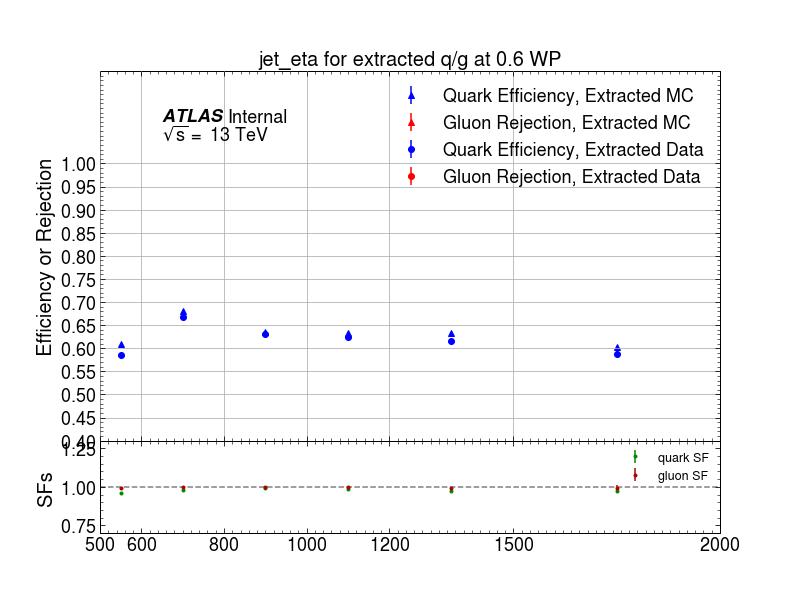 jet_eta for extracted q/g at 0.6 WP
ATLAS Internal
√s = 13 TeV
Quark Efficiency, Extracted MC
Gluon Rejection, Extracted MC
Quark Efficiency, Extracted Data
Gluon Rejection, Extracted Data
Efficiency or Rejection
1.00
0.95
0.90
0.85
0.80
0.75
0.70
0.65
0.60
0.55
0.50
0.45
0.40
SFs
1.25
1.00
0.75
quark SF
gluon SF
500 600 800 1000 1200 1500 2000